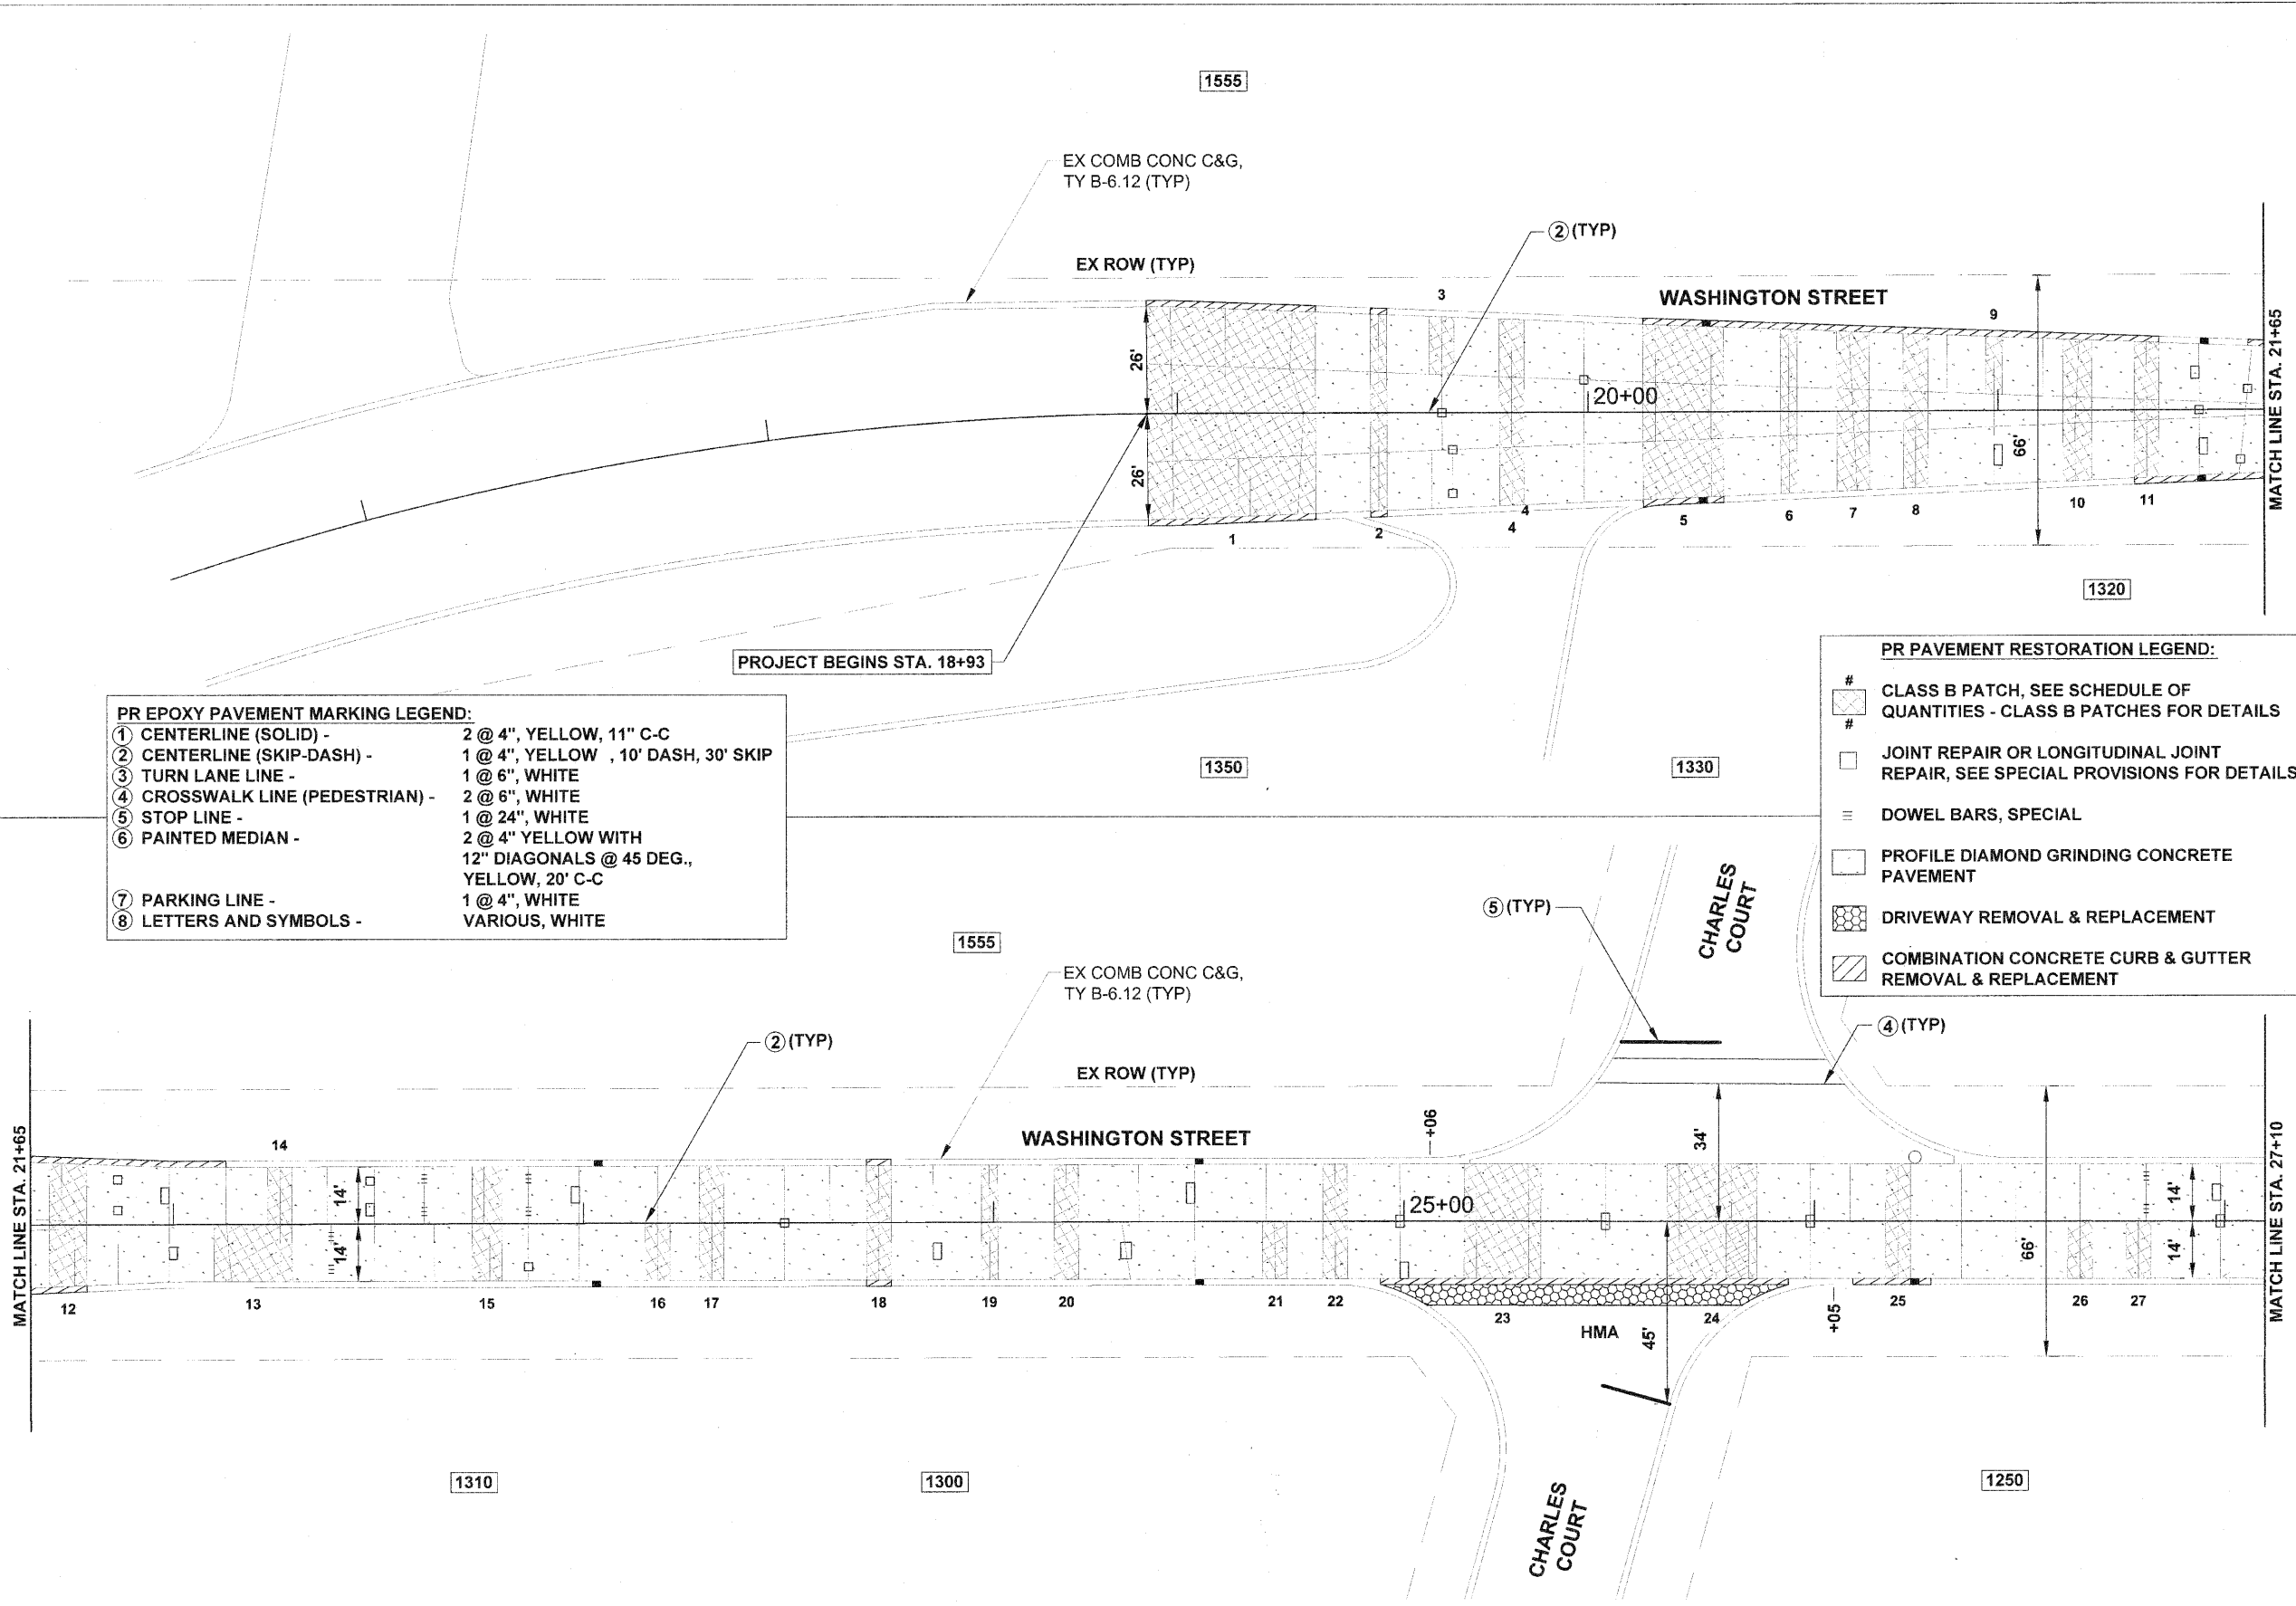 1555
EX COMB CONC C&G,
TY B-6.12 (TYP)
② (TYP)
EX ROW (TYP)
3
WASHINGTON STREET
9
26'
20+00
26'
66'
MATCH LINE STA. 21+65
1
2
4
4
5
6
7
8
10
11
1320
PROJECT BEGINS STA. 18+93
PR EPOXY PAVEMENT MARKING LEGEND:
① CENTERLINE (SOLID) - 2 @ 4", YELLOW, 11" C-C
② CENTERLINE (SKIP-DASH) - 1 @ 4", YELLOW , 10' DASH, 30' SKIP
③ TURN LANE LINE - 1 @ 6", WHITE
④ CROSSWALK LINE (PEDESTRIAN) - 2 @ 6", WHITE
⑤ STOP LINE - 1 @ 24", WHITE
⑥ PAINTED MEDIAN - 2 @ 4" YELLOW WITH
12" DIAGONALS @ 45 DEG.,
YELLOW, 20' C-C
⑦ PARKING LINE - 1 @ 4", WHITE
⑧ LETTERS AND SYMBOLS - VARIOUS, WHITE
1350
1330
PR PAVEMENT RESTORATION LEGEND:
#
CLASS B PATCH, SEE SCHEDULE OF
QUANTITIES - CLASS B PATCHES FOR DETAILS
#
JOINT REPAIR OR LONGITUDINAL JOINT
REPAIR, SEE SPECIAL PROVISIONS FOR DETAILS
DOWEL BARS, SPECIAL
PROFILE DIAMOND GRINDING CONCRETE
PAVEMENT
DRIVEWAY REMOVAL & REPLACEMENT
COMBINATION CONCRETE CURB & GUTTER
REMOVAL & REPLACEMENT
1555
EX COMB CONC C&G,
TY B-6.12 (TYP)
② (TYP)
EX ROW (TYP)
⑤ (TYP)
CHARLES
COURT
④ (TYP)
MATCH LINE STA. 21+65
14
WASHINGTON STREET
+06
34'
14'
14'
25+00
66'
14'
14'
MATCH LINE STA. 27+10
12
13
15
16
17
18
19
20
21
22
23
24
+05
25
26
27
HMA
45'
1310
1300
1250
CHARLES
COURT